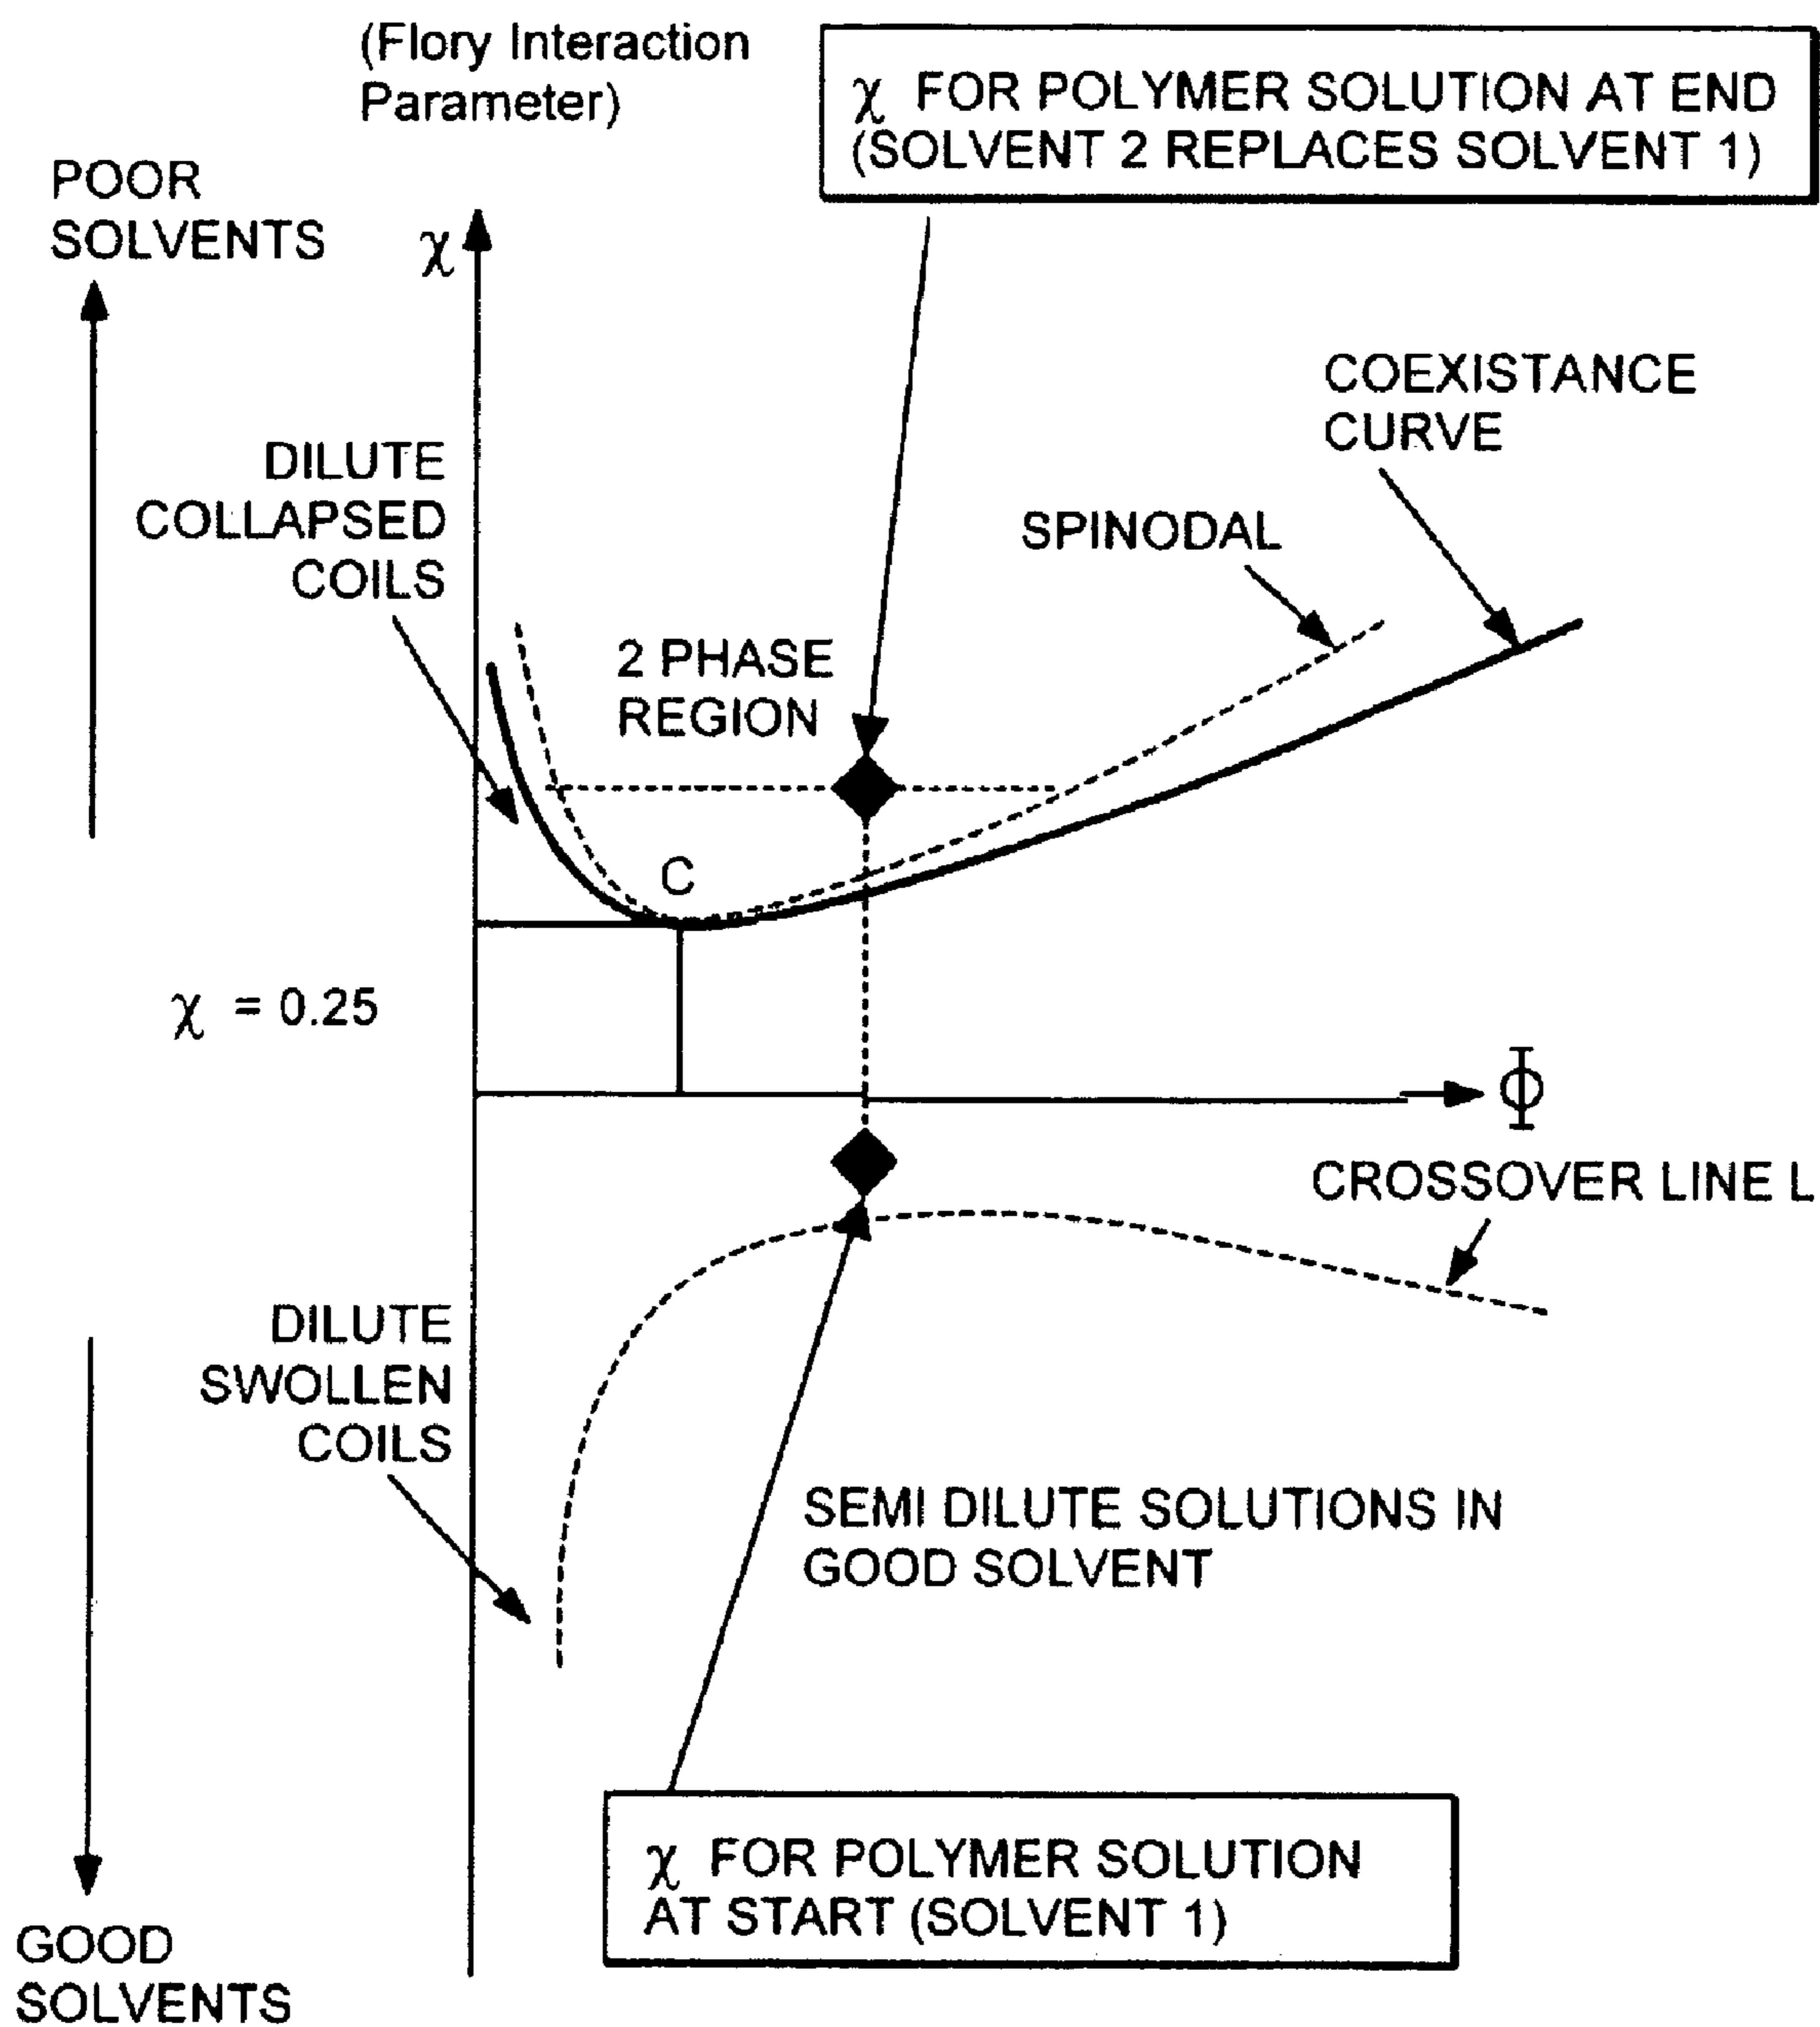 (Flory Interaction
Parameter)
χ FOR POLYMER SOLUTION AT END
(SOLVENT 2 REPLACES SOLVENT 1)
POOR
SOLVENTS
χ
COEXISTANCE
CURVE
DILUTE
COLLAPSED
COILS
SPINODAL
2 PHASE
REGION
C
χ = 0.25
Φ
CROSSOVER LINE L
DILUTE
SWOLLEN
COILS
SEMI DILUTE SOLUTIONS IN
GOOD SOLVENT
χ FOR POLYMER SOLUTION
AT START (SOLVENT 1)
GOOD
SOLVENTS